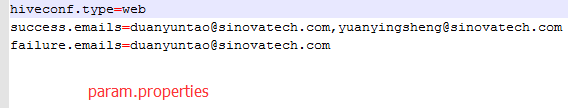 hiveconf.type=web
success.emails=duanyuntao@sinovatech.com,yuanyingsheng@sinovatech.com
failure.emails=duanyuntao@sinovatech.com
param.properties